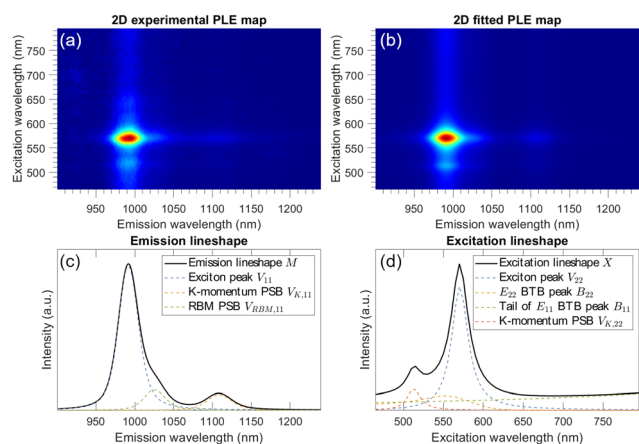 2D experimental PLE map
(a)
Excitation wavelength (nm)
750
700
650
600
550
500
950 1000 1050 1100 1150 1200
Emission wavelength (nm)
2D fitted PLE map
(b)
Excitation wavelength (nm)
750
700
650
600
550
500
950 1000 1050 1100 1150 1200
Emission wavelength (nm)
Emission lineshape
(c)
Intensity (a.u.)
Emission lineshape M
Exciton peak V11
K-momentum PSB VK,11
RBM PSB VRBM,11
950 1000 1050 1100 1150 1200
Emission wavelength (nm)
Excitation lineshape
(d)
Intensity (a.u.)
Excitation lineshape X
Exciton peak V22
E22 BTB peak B22
Tail of E11 BTB peak B11
K-momentum PSB VK,22
500 550 600 650 700 750
Excitation wavelength (nm)